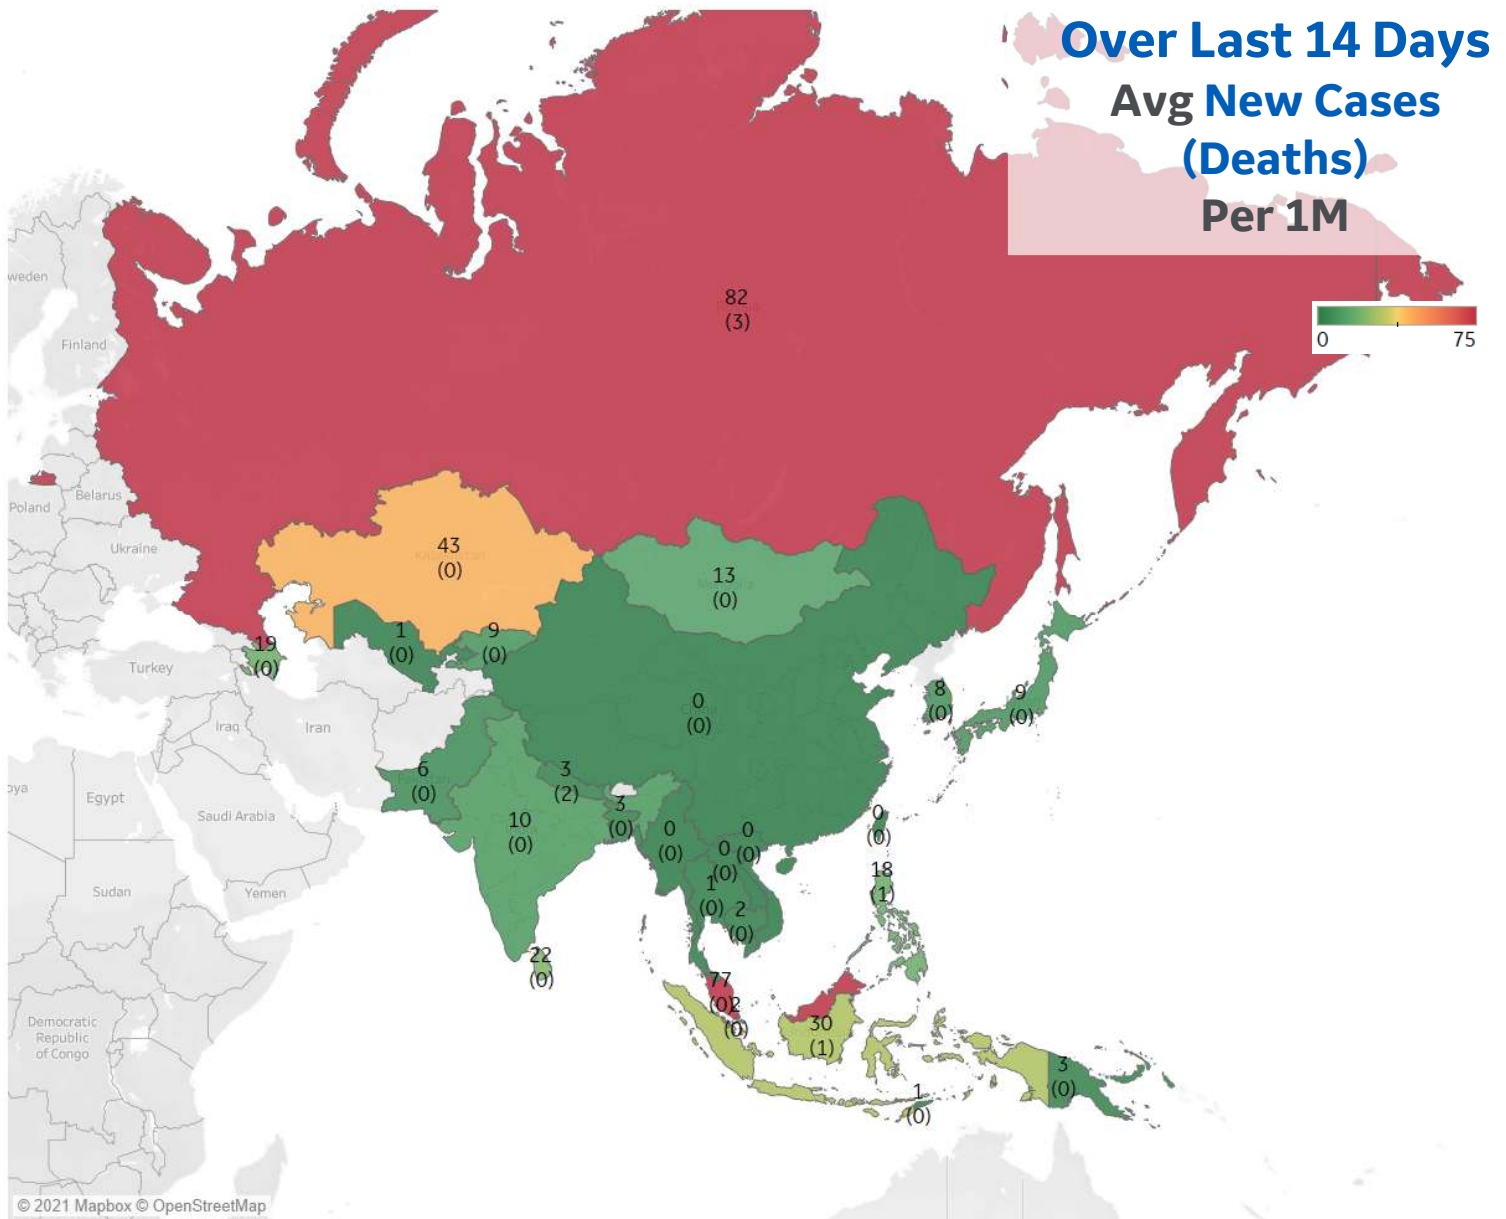 Over Last 14 Days
Avg New Cases
(Deaths)
Per 1M
weden
Finland
82
(3)
0 75
Poland
Belarus
Ukraine
43
(0)
13
(0)
19
(0)
1
(0)
9
(0)
Turkey
0
(0)
8
(0)
9
(0)
Iraq
Iran
6
(0)
3
(2)
3
(0)
oya
Egypt
Saudi Arabia
10
(0)
0
(0)
0
(0)
0
(0)
0
(0)
18
(1)
1
(0)
2
(0)
Sudan
Yemen
22
(0)
77
(0)
2
(0)
30
(1)
Democratic
Republic
of Congo
3
(0)
1
(0)
© 2021 Mapbox © OpenStreetMap